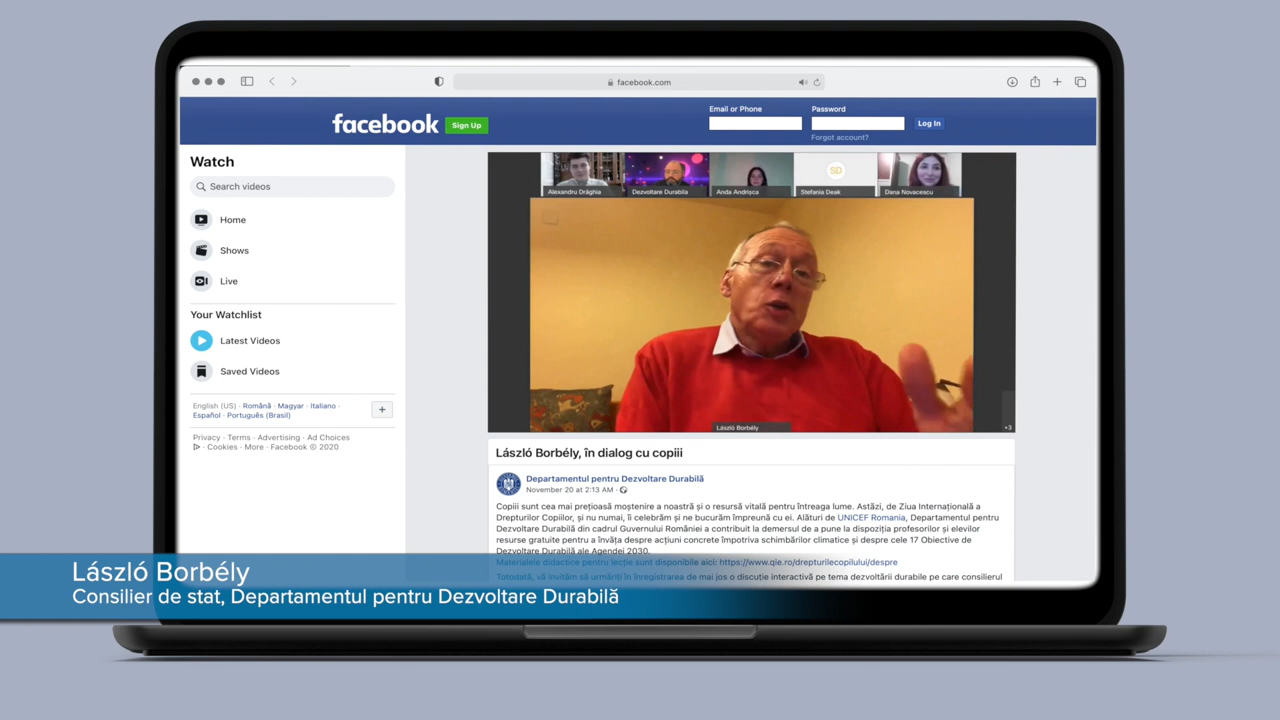 facebook.com
facebook
Sign Up
Email or Phone
Password
Log In
Forgot account?
Watch
Search videos
Home
Shows
Live
Your Watchlist
Latest Videos
Saved Videos
English (US) · Română · Magyar · Italiano ·
Español · Português (Brasil)
Privacy · Terms · Advertising · Ad Choices
· Cookies · More · Facebook © 2020
Alexandru Drăghia
Dezvoltare Durabila
Anda Andrișca
SD
Stefania Deak
Dana Novacescu
László Borbély
+3
László Borbély, în dialog cu copiii
Departamentul pentru Dezvoltare Durabilă
November 20 at 2:13 AM ·
Copiii sunt cea mai prețioasă moștenire a noastră și o resursă vitală pentru întreaga lume. Astăzi, de Ziua Internațională a
Drepturilor Copiilor, și nu numai, îi celebrăm și ne bucurăm împreună cu ei. Alături de UNICEF Romania, Departamentul pentru
Dezvoltare Durabilă din cadrul Guvernului României a contribuit la demersul de a pune la dispoziția profesorilor și elevilor
resurse gratuite pentru a învăța despre acțiuni concrete împotriva schimbărilor climatice și despre cele 17 Obiective de
Dezvoltare Durabilă ale Agendei 2030.
Materialele didactice pentru lecție sunt disponibile aici: https://www.qie.ro/drepturilecopilului/despre
Totodată, vă invităm să urmăriți în înregistrarea de mai jos o discuție interactivă pe tema dezvoltării durabile pe care consilierul
László Borbély
Consilier de stat, Departamentul pentru Dezvoltare Durabilă